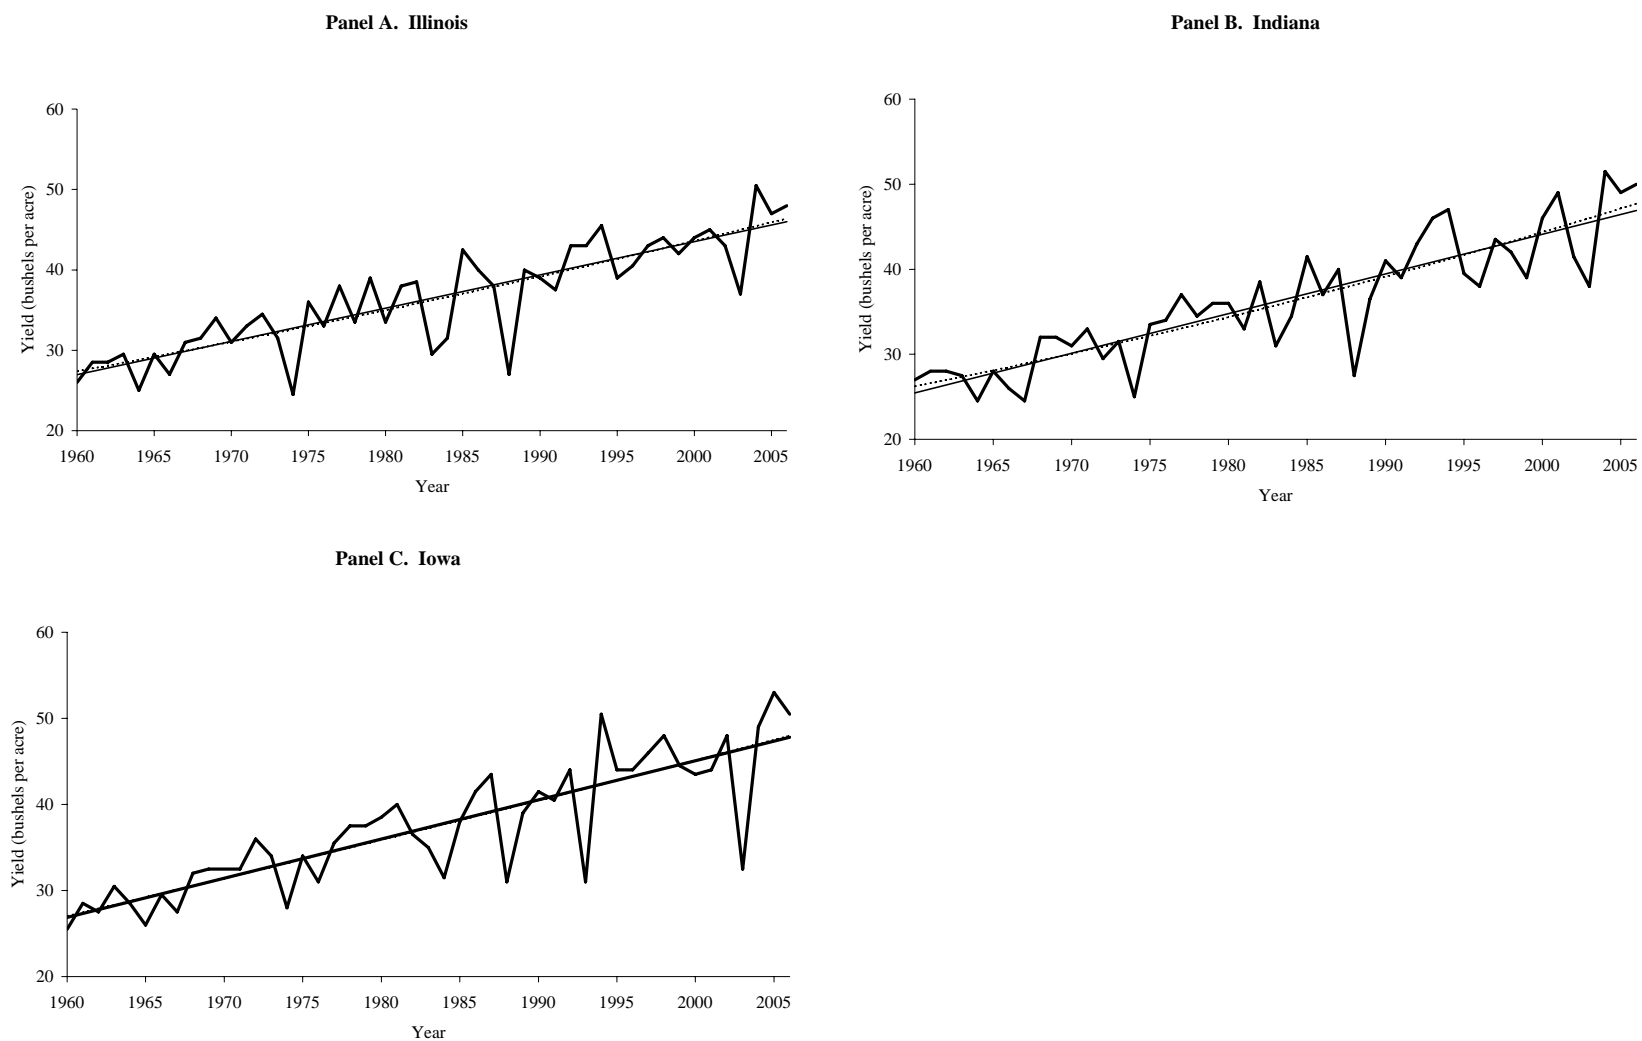 Panel A.  Illinois
Yield (bushels per acre)
60
50
40
30
20
1960 1965 1970 1975 1980 1985 1990 1995 2000 2005
Year
Panel B.  Indiana
Yield (bushels per acre)
60
50
40
30
20
1960 1965 1970 1975 1980 1985 1990 1995 2000 2005
Year
Panel C.  Iowa
Yield (bushels per acre)
60
50
40
30
20
1960 1965 1970 1975 1980 1985 1990 1995 2000 2005
Year